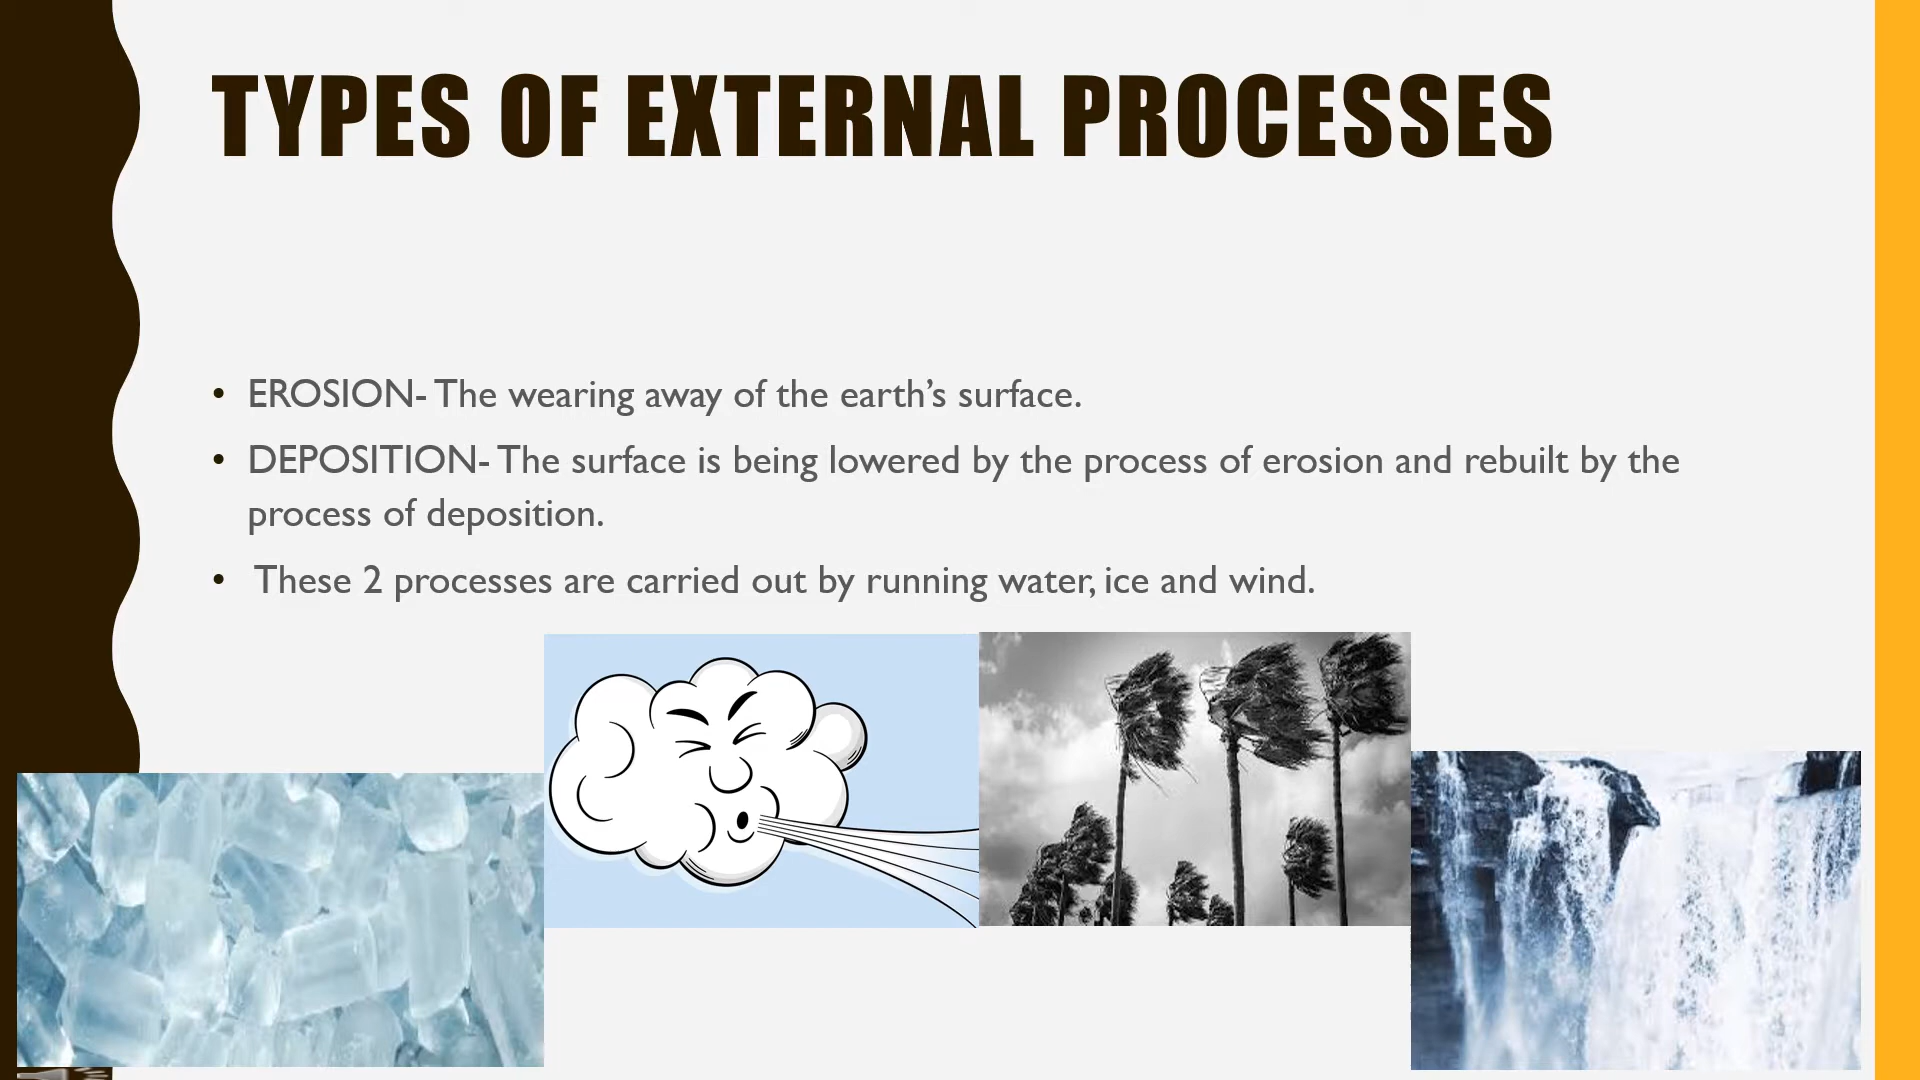 TYPES OF EXTERNAL PROCESSES
• EROSION- The wearing away of the earth’s surface.
• DEPOSITION- The surface is being lowered by the process of erosion and rebuilt by the
process of deposition.
• These 2 processes are carried out by running water, ice and wind.